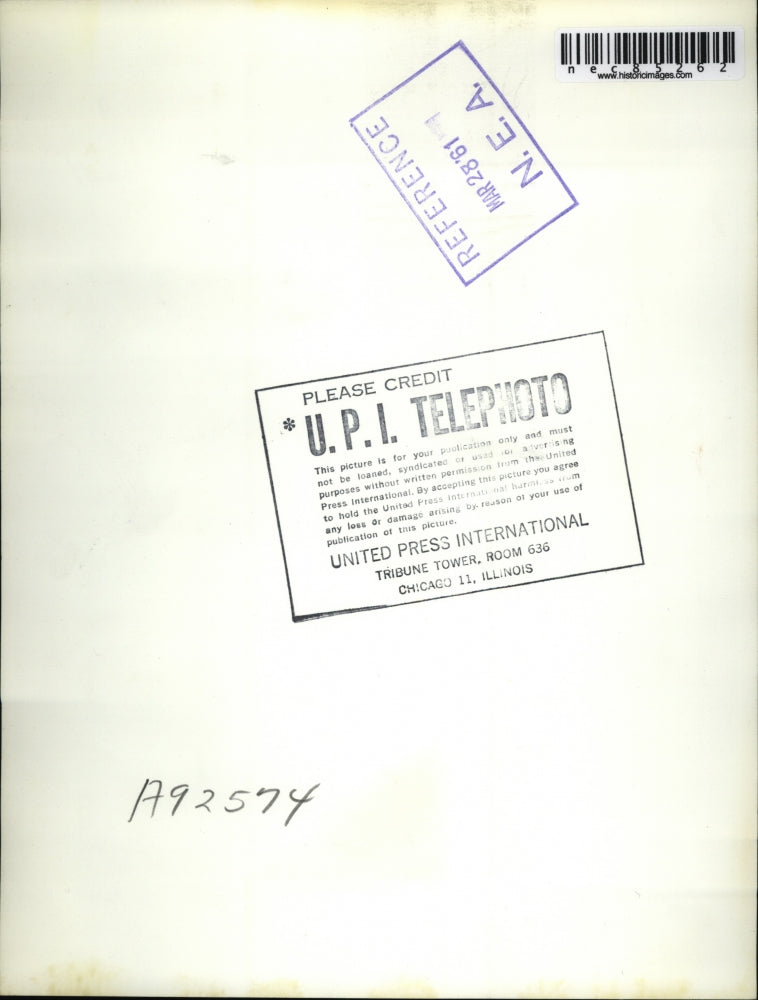 nec85262
www.historicimages.com
REFERENCE
MAR 28 '61
N. E. A.
PLEASE CREDIT
* U. P. I. TELEPHOTO
This picture is for your publication only and must
not be loaned, syndicated or used for advertising
purposes without written permission from the United
Press International. By accepting this picture you agree
to hold the United Press International harmless from
any loss or damage arising by reason of your use of
publication of this picture.
UNITED PRESS INTERNATIONAL
TRIBUNE TOWER, ROOM 636
CHICAGO 11, ILLINOIS
A92574